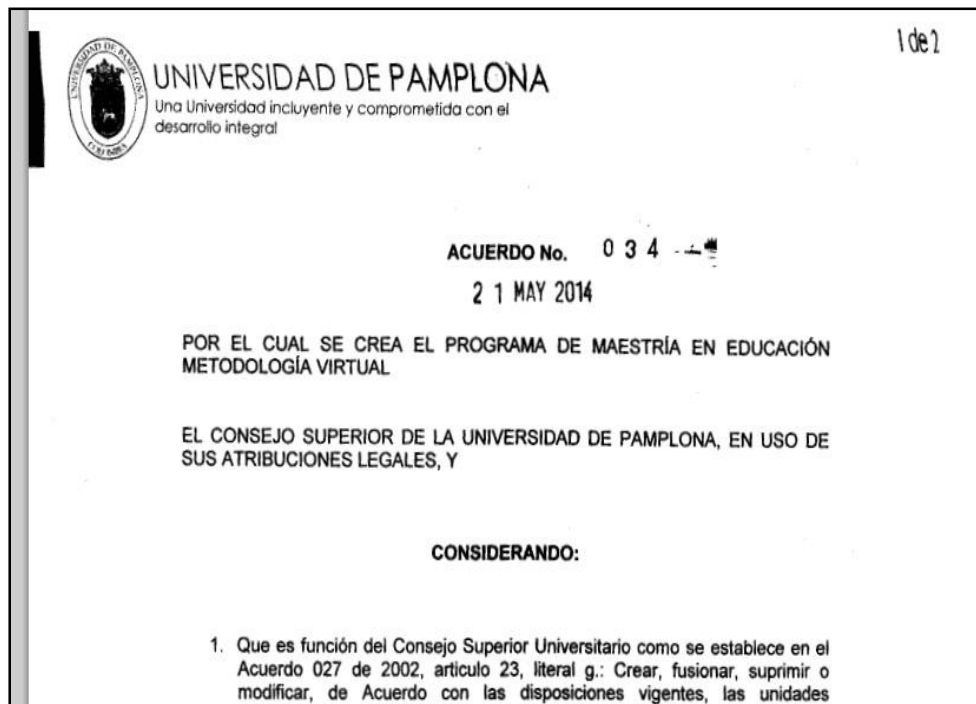 1 de 2
UNIVERSIDAD DE PAMPLONA
COLOMBIA
UNIVERSIDAD DE PAMPLONA
Una Universidad incluyente y comprometida con el
desarrollo integral
ACUERDO No. 0 3 4
2 1 MAY 2014
POR EL CUAL SE CREA EL PROGRAMA DE MAESTRÍA EN EDUCACIÓN
METODOLOGÍA VIRTUAL
EL CONSEJO SUPERIOR DE LA UNIVERSIDAD DE PAMPLONA, EN USO DE
SUS ATRIBUCIONES LEGALES, Y
CONSIDERANDO:
1. Que es función del Consejo Superior Universitario como se establece en el
Acuerdo 027 de 2002, articulo 23, literal g.: Crear, fusionar, suprimir o
modificar, de Acuerdo con las disposiciones vigentes, las unidades